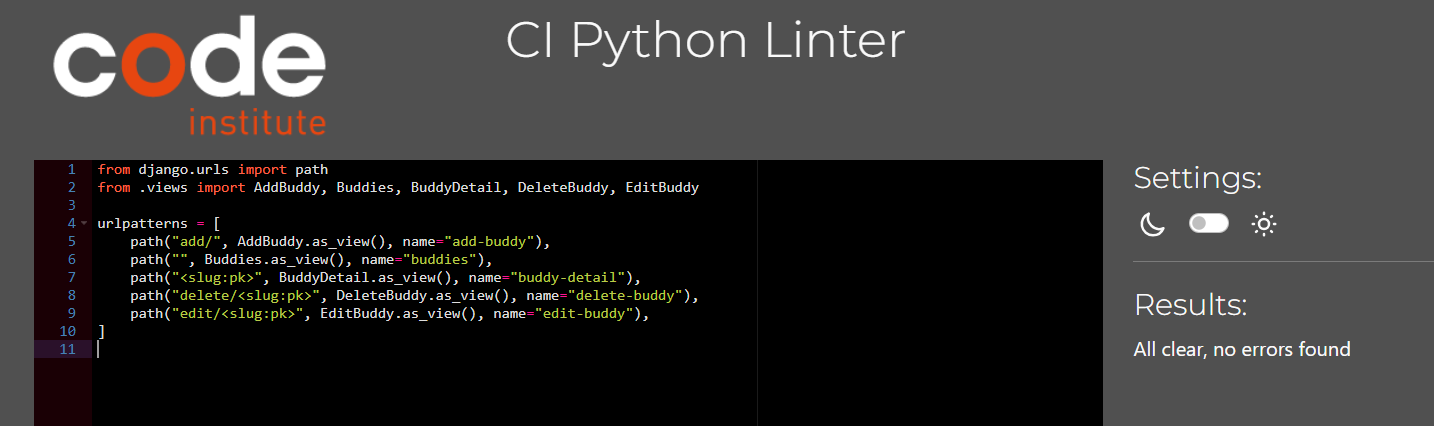 code
institute
CI Python Linter
1 from django.urls import path
2 from .views import AddBuddy, Buddies, BuddyDetail, DeleteBuddy, EditBuddy
3
4 urlpatterns = [
5     path("add/", AddBuddy.as_view(), name="add-buddy"),
6     path("", Buddies.as_view(), name="buddies"),
7     path("<slug:pk>", BuddyDetail.as_view(), name="buddy-detail"),
8     path("delete/<slug:pk>", DeleteBuddy.as_view(), name="delete-buddy"),
9     path("edit/<slug:pk>", EditBuddy.as_view(), name="edit-buddy"),
10 ]
11
Settings:
Results:
All clear, no errors found